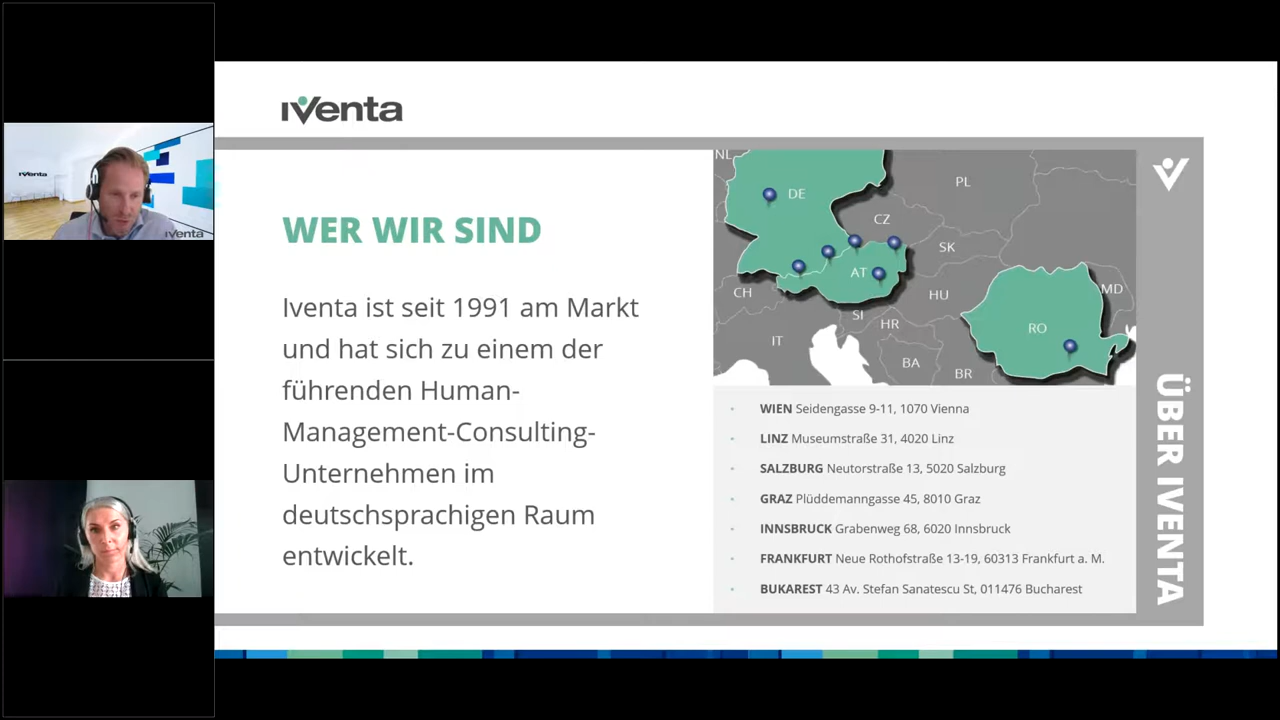 iventa
iventa
iventa
WER WIR SIND
Iventa ist seit 1991 am Markt
und hat sich zu einem der
führenden Human-
Management-Consulting-
Unternehmen im
deutschsprachigen Raum
entwickelt.
NL
DE
PL
CZ
SK
AT
CH
HU
MD
SI
HR
RO
IT
BA
BR
WIEN Seidengasse 9-11, 1070 Vienna
LINZ Museumstraße 31, 4020 Linz
SALZBURG Neutorstraße 13, 5020 Salzburg
GRAZ Plüddemanngasse 45, 8010 Graz
INNSBRUCK Grabenweg 68, 6020 Innsbruck
FRANKFURT Neue Rothofstraße 13-19, 60313 Frankfurt a. M.
BUKAREST 43 Av. Stefan Sanatescu St, 011476 Bucharest
ÜBER IVENTA